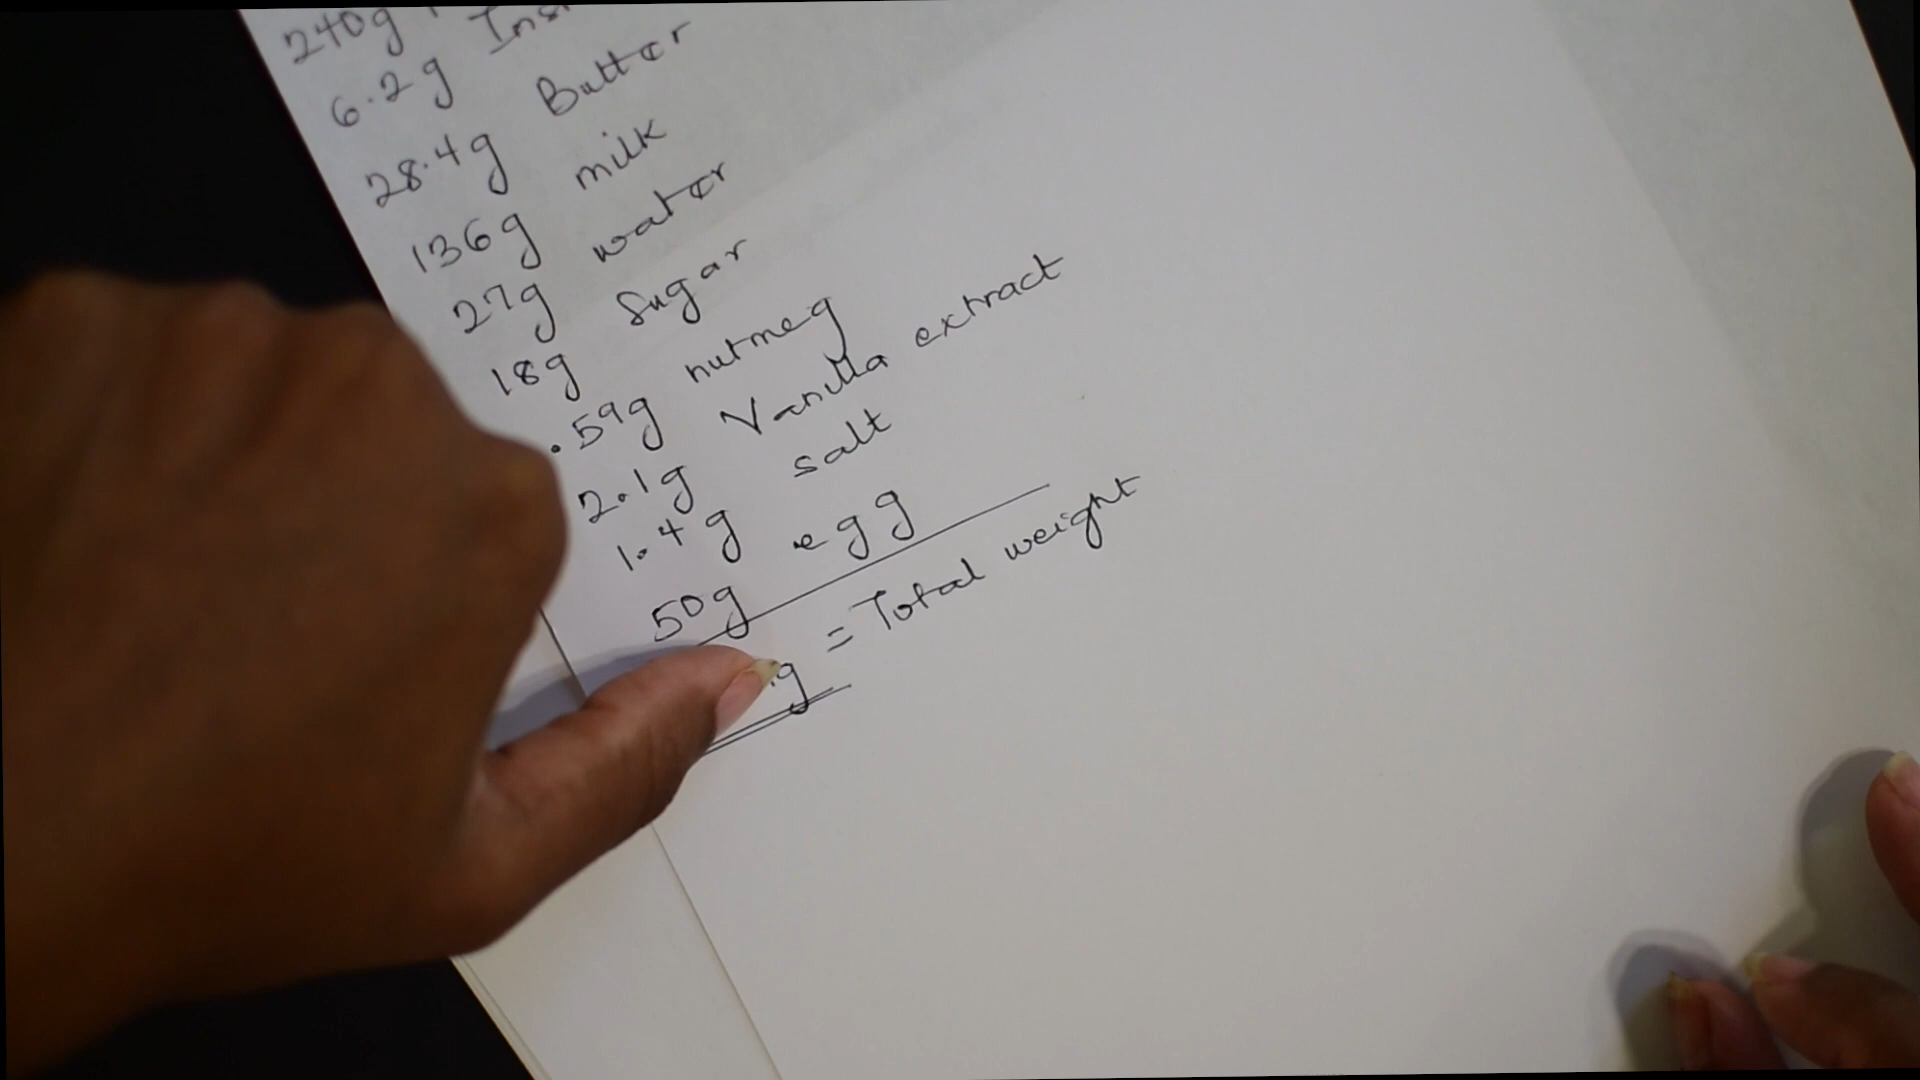 240g
6.2g
28.4g Butter
136g milk
27g water
18g Sugar
.59g nutmeg
2.1g Vanilla extract
1.4g salt
50g egg
g = Total weight